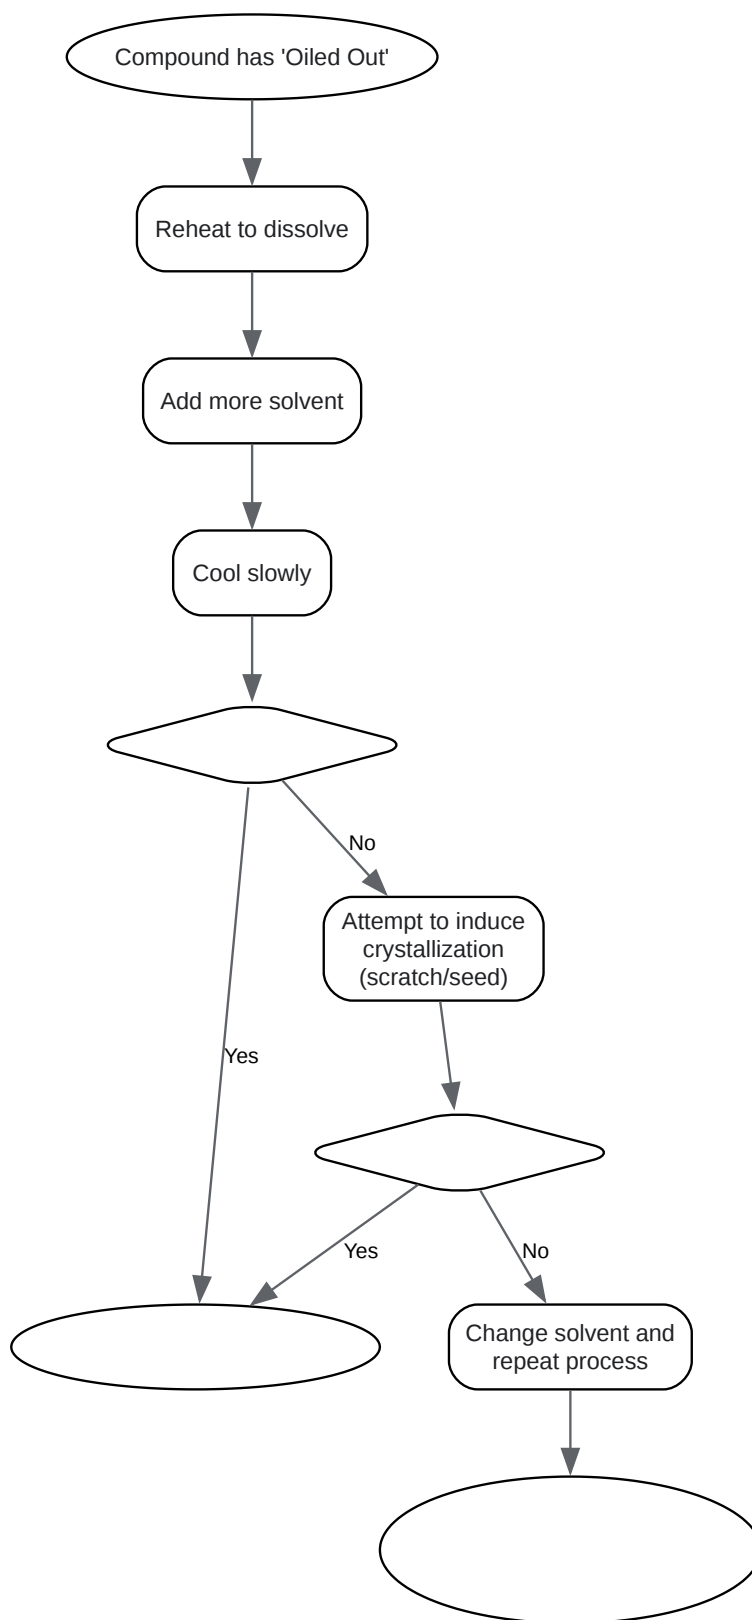 Compound has 'Oiled Out'
Reheat to dissolve
Add more solvent
Cool slowly
No
Attempt to induce
crystallization
(scratch/seed)
Yes
Yes
No
Change solvent and
repeat process